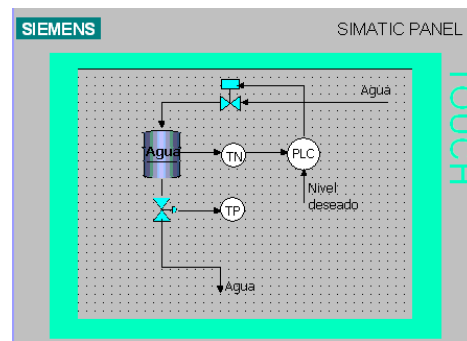 SIEMENS
SIMATIC PANEL
TOUCH
Agua
Agua
TN
PLC
Nivel
deseado
TP
Agua